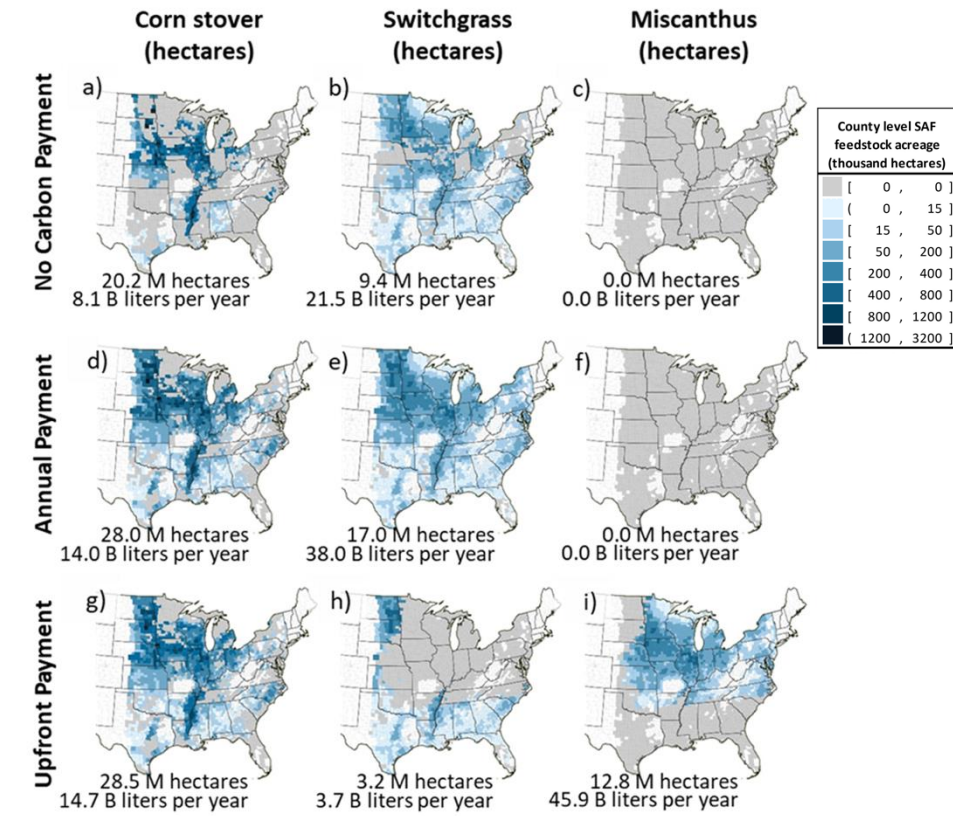 Corn stover
(hectares)
Switchgrass
(hectares)
Miscanthus
(hectares)
No Carbon Payment
a)
20.2 M hectares
8.1 B liters per year
b)
9.4 M hectares
21.5 B liters per year
c)
0.0 M hectares
0.0 B liters per year
County level SAF
feedstock acreage
(thousand hectares)
[ 0 , 0 ]
( 0 , 15 ]
[ 15 , 50 ]
[ 50 , 200 ]
[ 200 , 400 ]
[ 400 , 800 ]
[ 800 , 1200 ]
( 1200 , 3200 ]
Annual Payment
d)
28.0 M hectares
14.0 B liters per year
e)
17.0 M hectares
38.0 B liters per year
f)
0.0 M hectares
0.0 B liters per year
Upfront Payment
g)
28.5 M hectares
14.7 B liters per year
h)
3.2 M hectares
3.7 B liters per year
i)
12.8 M hectares
45.9 B liters per year